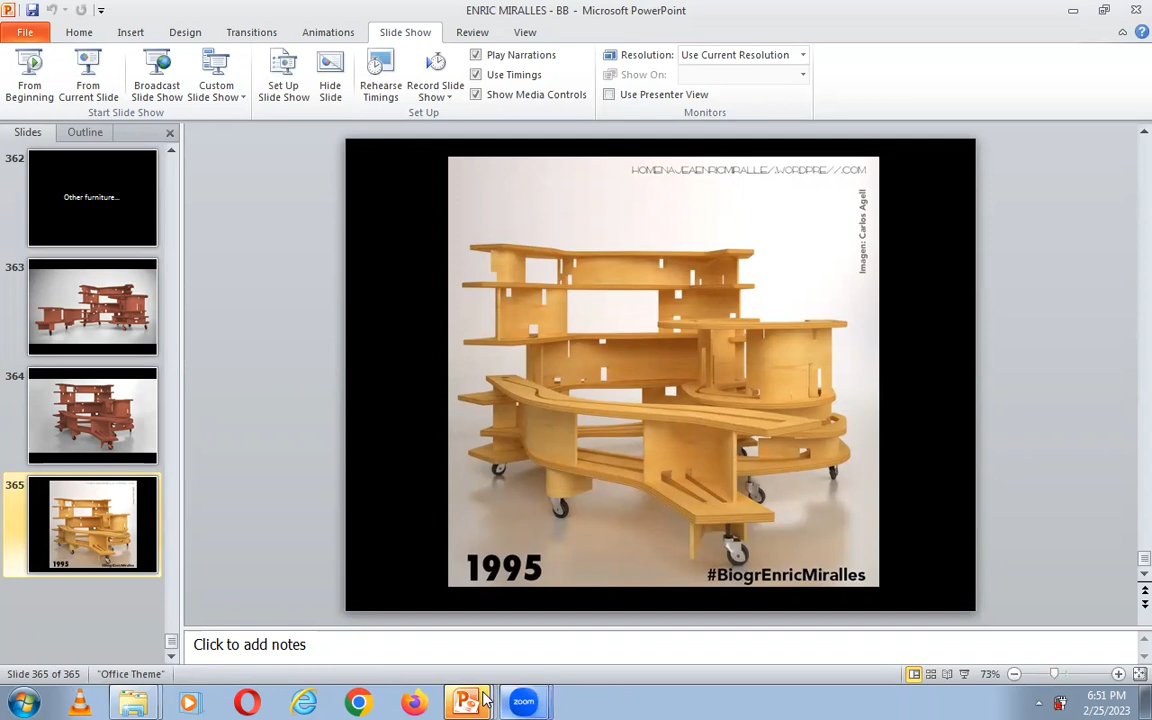 ENRIC MIRALLES - BB - Microsoft PowerPoint
File Home Insert Design Transitions Animations Slide Show Review View
From Beginning
From Current Slide
Broadcast Slide Show
Custom Slide Show
Start Slide Show
Set Up Slide Show
Hide Slide
Rehearse Timings
Record Slide Show
Play Narrations
Use Timings
Show Media Controls
Set Up
Resolution: Use Current Resolution
Show On:
Use Presenter View
Monitors
Slides Outline
362
Other furniture...
363
364
365
1995
#BiogrEnricMiralles
HOMENAJEAENRICMIRALLES.WORDPRESS.COM
Imagen: Carlos Agell
1995
#BiogrEnricMiralles
Click to add notes
Slide 365 of 365 "Office Theme" 73%
zoom
6:51 PM
2/25/2023